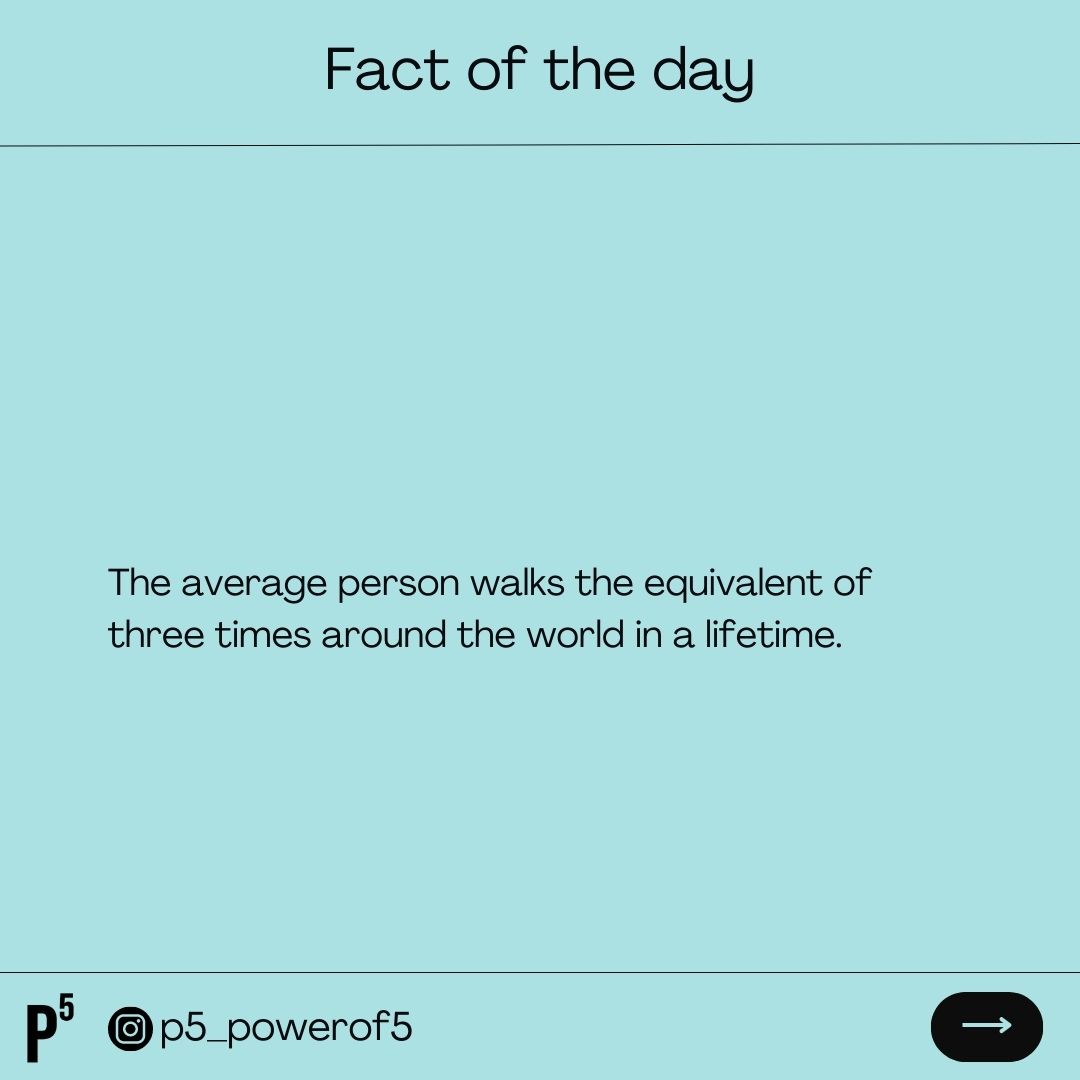 Fact of the day
The average person walks the equivalent of
three times around the world in a lifetime.
P5 p5_powerof5